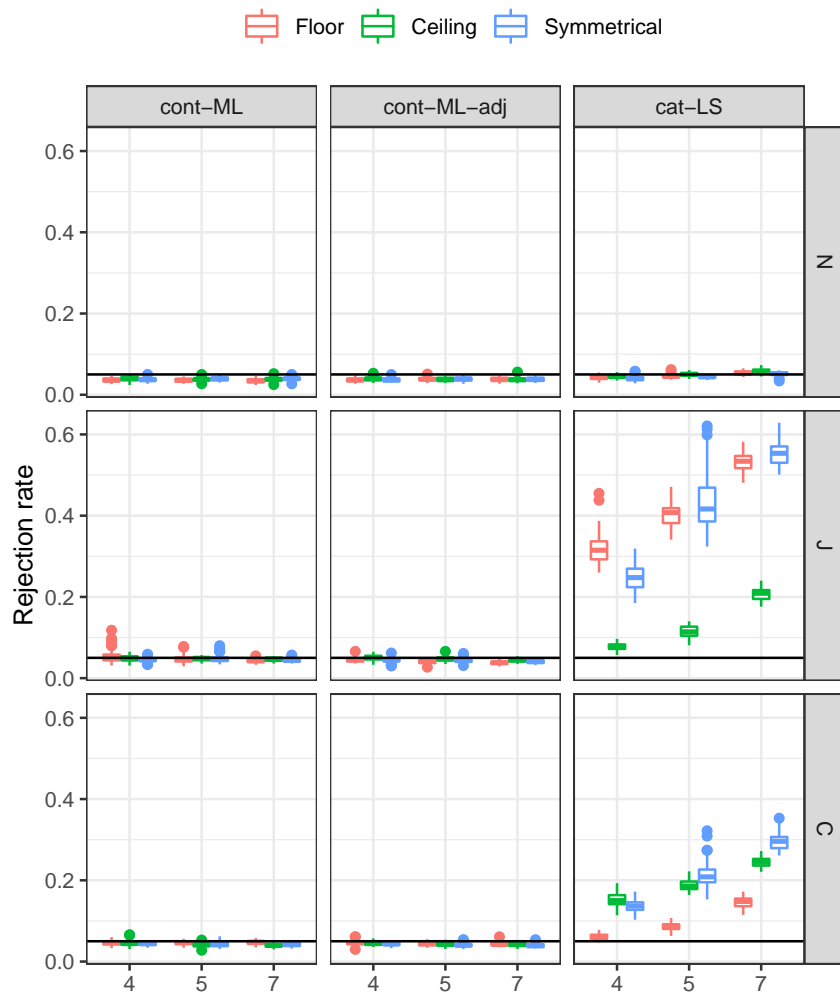 Floor Ceiling Symmetrical
cont−ML cont−ML−adj cat−LS
Rejection rate
0.6
0.4
0.2
0.0
N
0.6
0.4
0.2
0.0
J
0.6
0.4
0.2
0.0
C
4 5 7 4 5 7 4 5 7